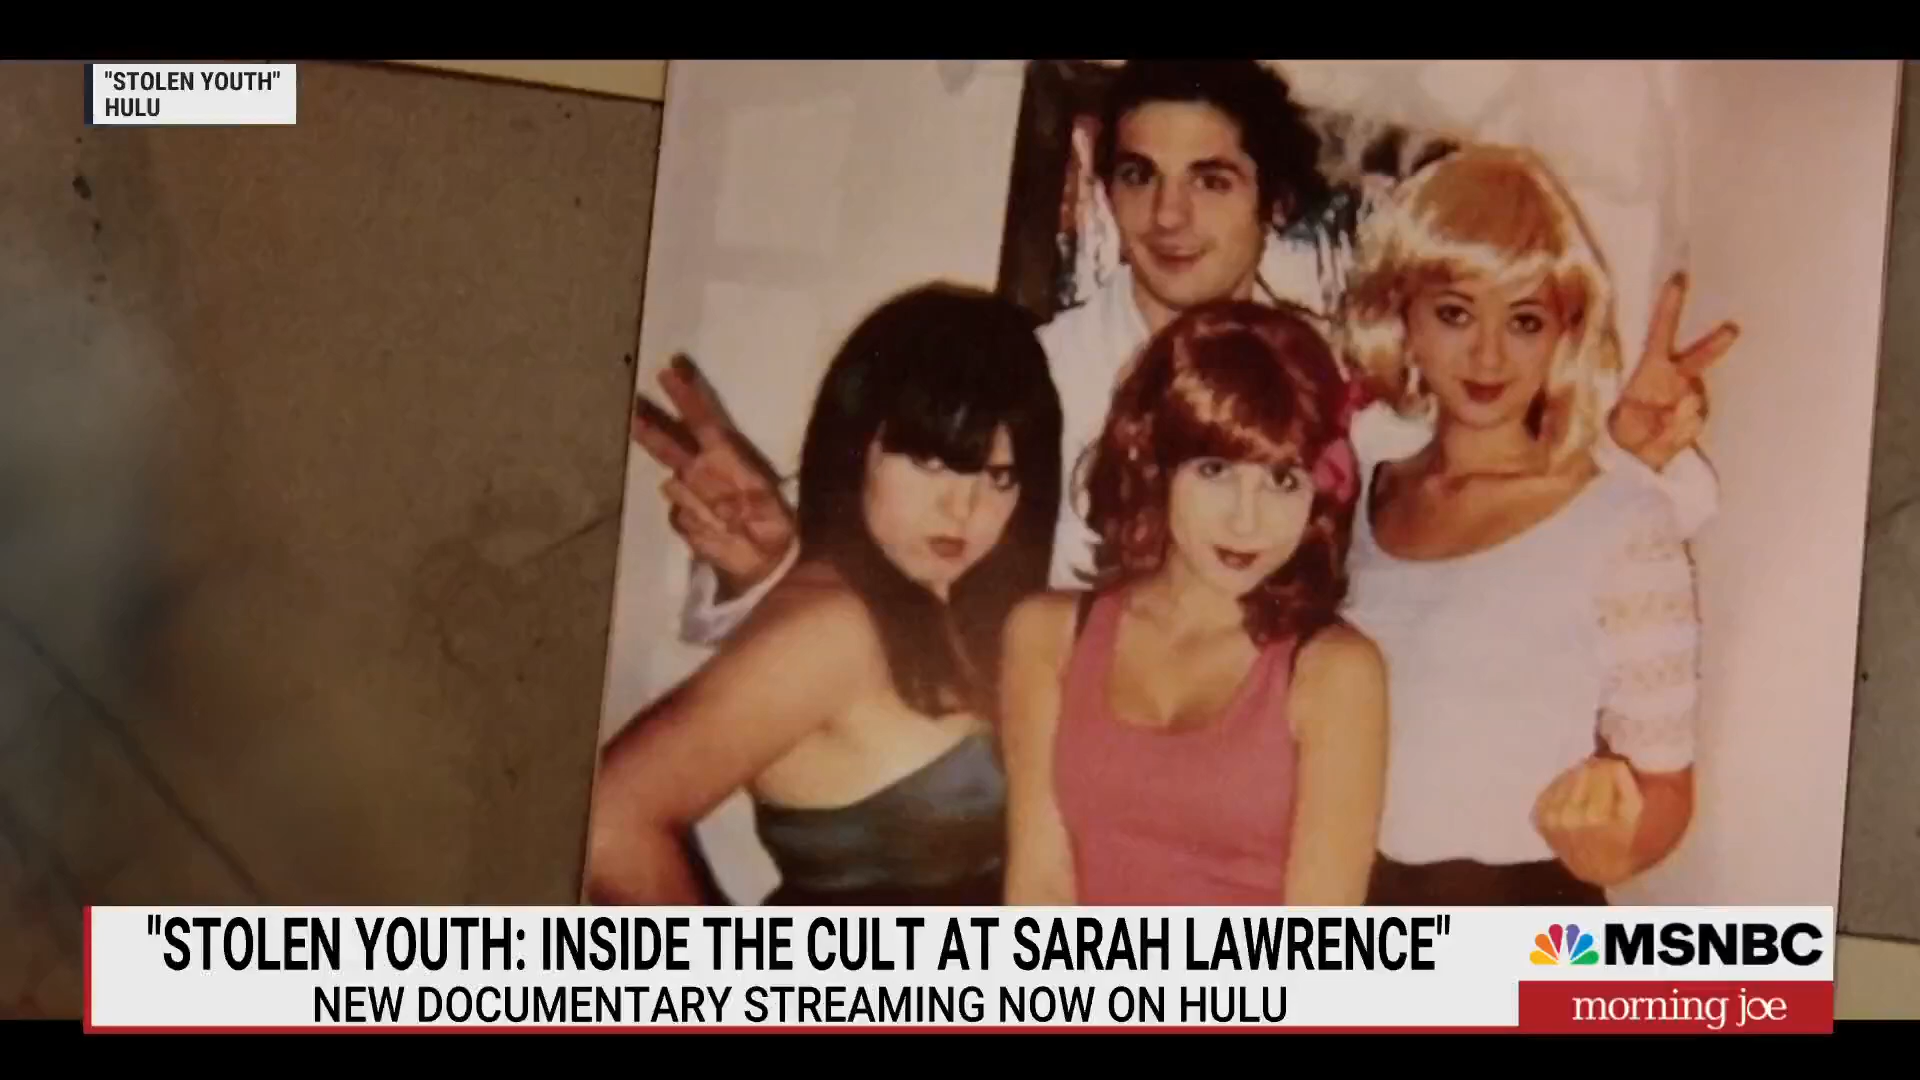 "STOLEN YOUTH"
HULU
"STOLEN YOUTH: INSIDE THE CULT AT SARAH LAWRENCE"
NEW DOCUMENTARY STREAMING NOW ON HULU
MSNBC
morning joe